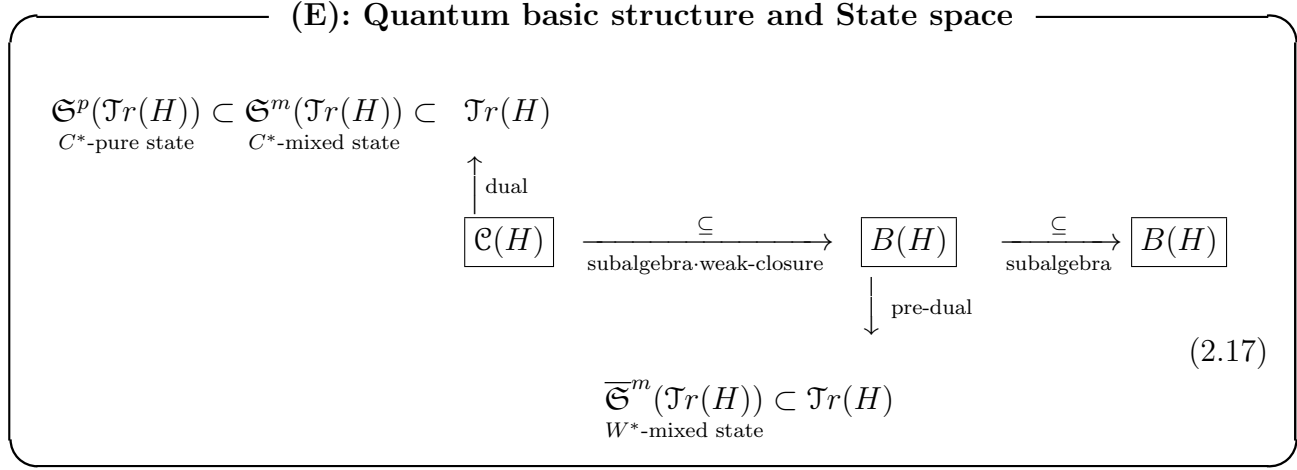 (E): Quantum basic structure and State space
𝔖^p(𝒯r(H)) ⊂ 𝔖^m(𝒯r(H)) ⊂ 𝒯r(H)
C*-pure state C*-mixed state
↑ dual
𝒞(H) ⊆ B(H) ⊆ B(H)
subalgebra·weak-closure subalgebra
↓ pre-dual
(2.17)
𝔖̅^m(𝒯r(H)) ⊂ 𝒯r(H)
W*-mixed state